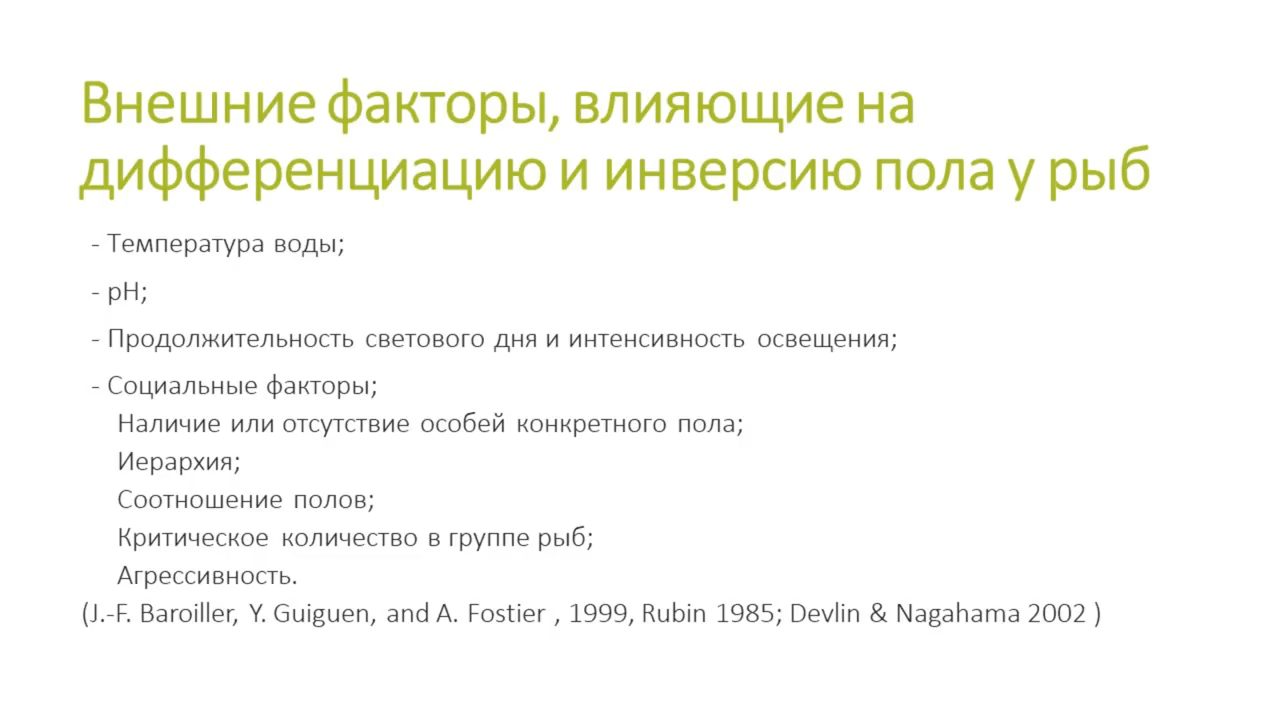 Внешние факторы, влияющие на
дифференциацию и инверсию пола у рыб
- Температура воды;
- pH;
- Продолжительность светового дня и интенсивность освещения;
- Социальные факторы;
Наличие или отсутствие особей конкретного пола;
Иерархия;
Соотношение полов;
Критическое количество в группе рыб;
Агрессивность.
(J.-F. Baroiller, Y. Guiguen, and A. Fostier , 1999, Rubin 1985; Devlin & Nagahama 2002 )